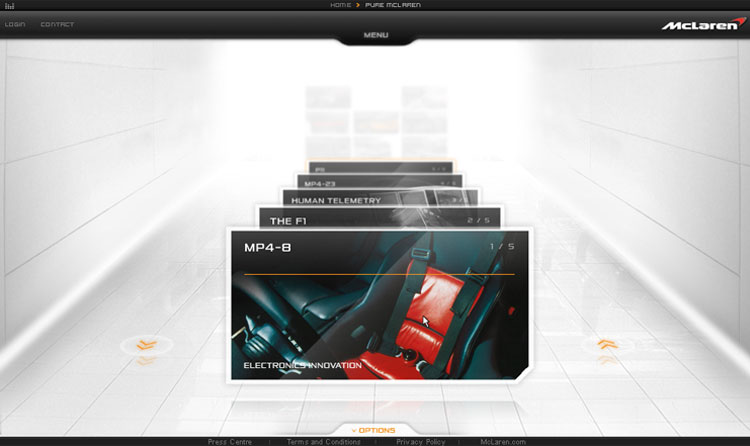 HOME > PURE MCLAREN
LOGIN CONTACT
MENU
McLaren
MP4-23
HUMAN TELEMETRY
THE F1 2 / 5
MP4-8 1 / 5
ELECTRONICS INNOVATION
OPTIONS
Press Centre | Terms and Conditions | Privacy Policy | McLaren.com